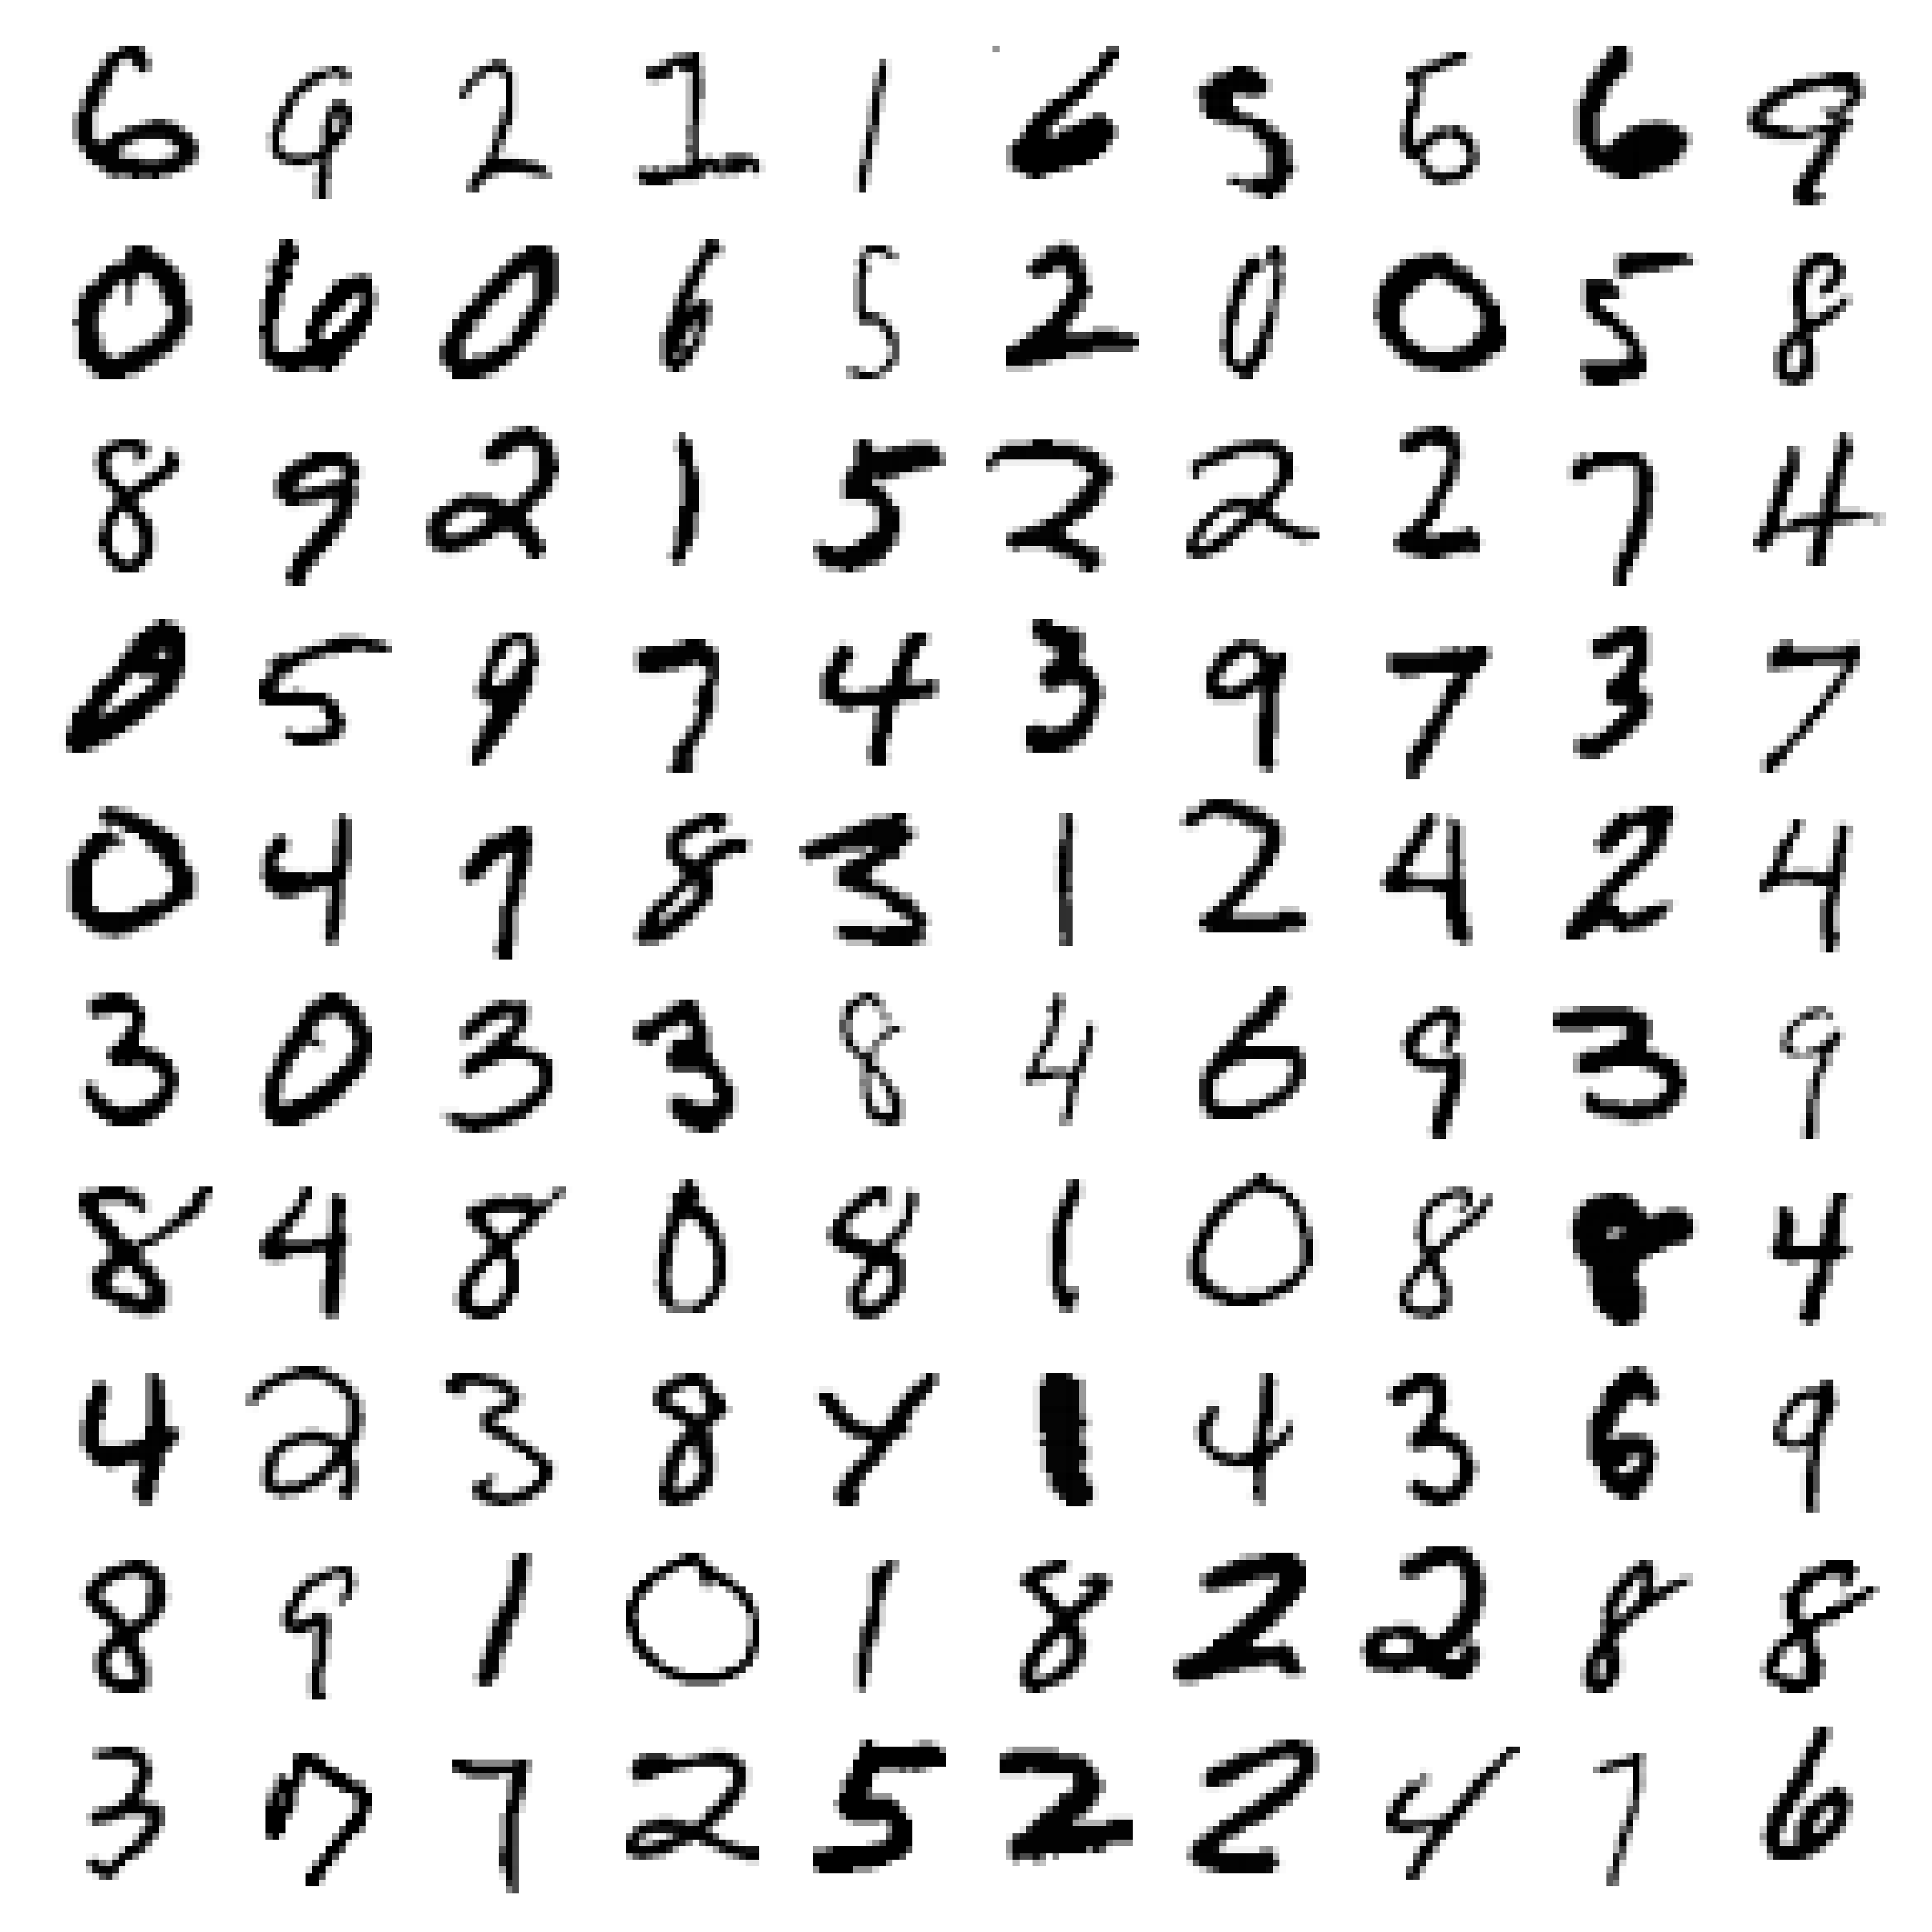 6 9 2 1 1 6 5 6 6 9
0 6 0 6 5 2 0 0 5 8
8 9 2 1 5 2 2 2 7 4
0 5 9 7 4 3 9 7 3 7
0 4 1 8 3 1 2 4 2 4
3 0 3 3 8 4 6 9 3 9
8 4 8 0 8 1 0 8 8 4
4 2 3 8 4 1 4 3 6 9
8 9 1 0 1 8 2 2 8 8
3 7 7 2 5 2 2 4 7 6